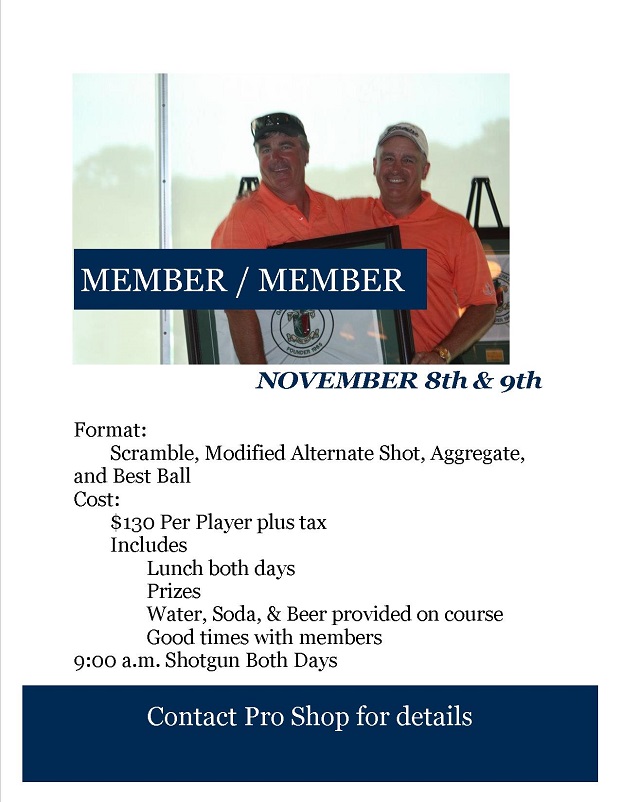 MEMBER / MEMBER
FOUNDED 1965
NOVEMBER 8th & 9th
Format:
Scramble, Modified Alternate Shot, Aggregate,
and Best Ball
Cost:
$130 Per Player plus tax
Includes
Lunch both days
Prizes
Water, Soda, & Beer provided on course
Good times with members
9:00 a.m. Shotgun Both Days
Contact Pro Shop for details